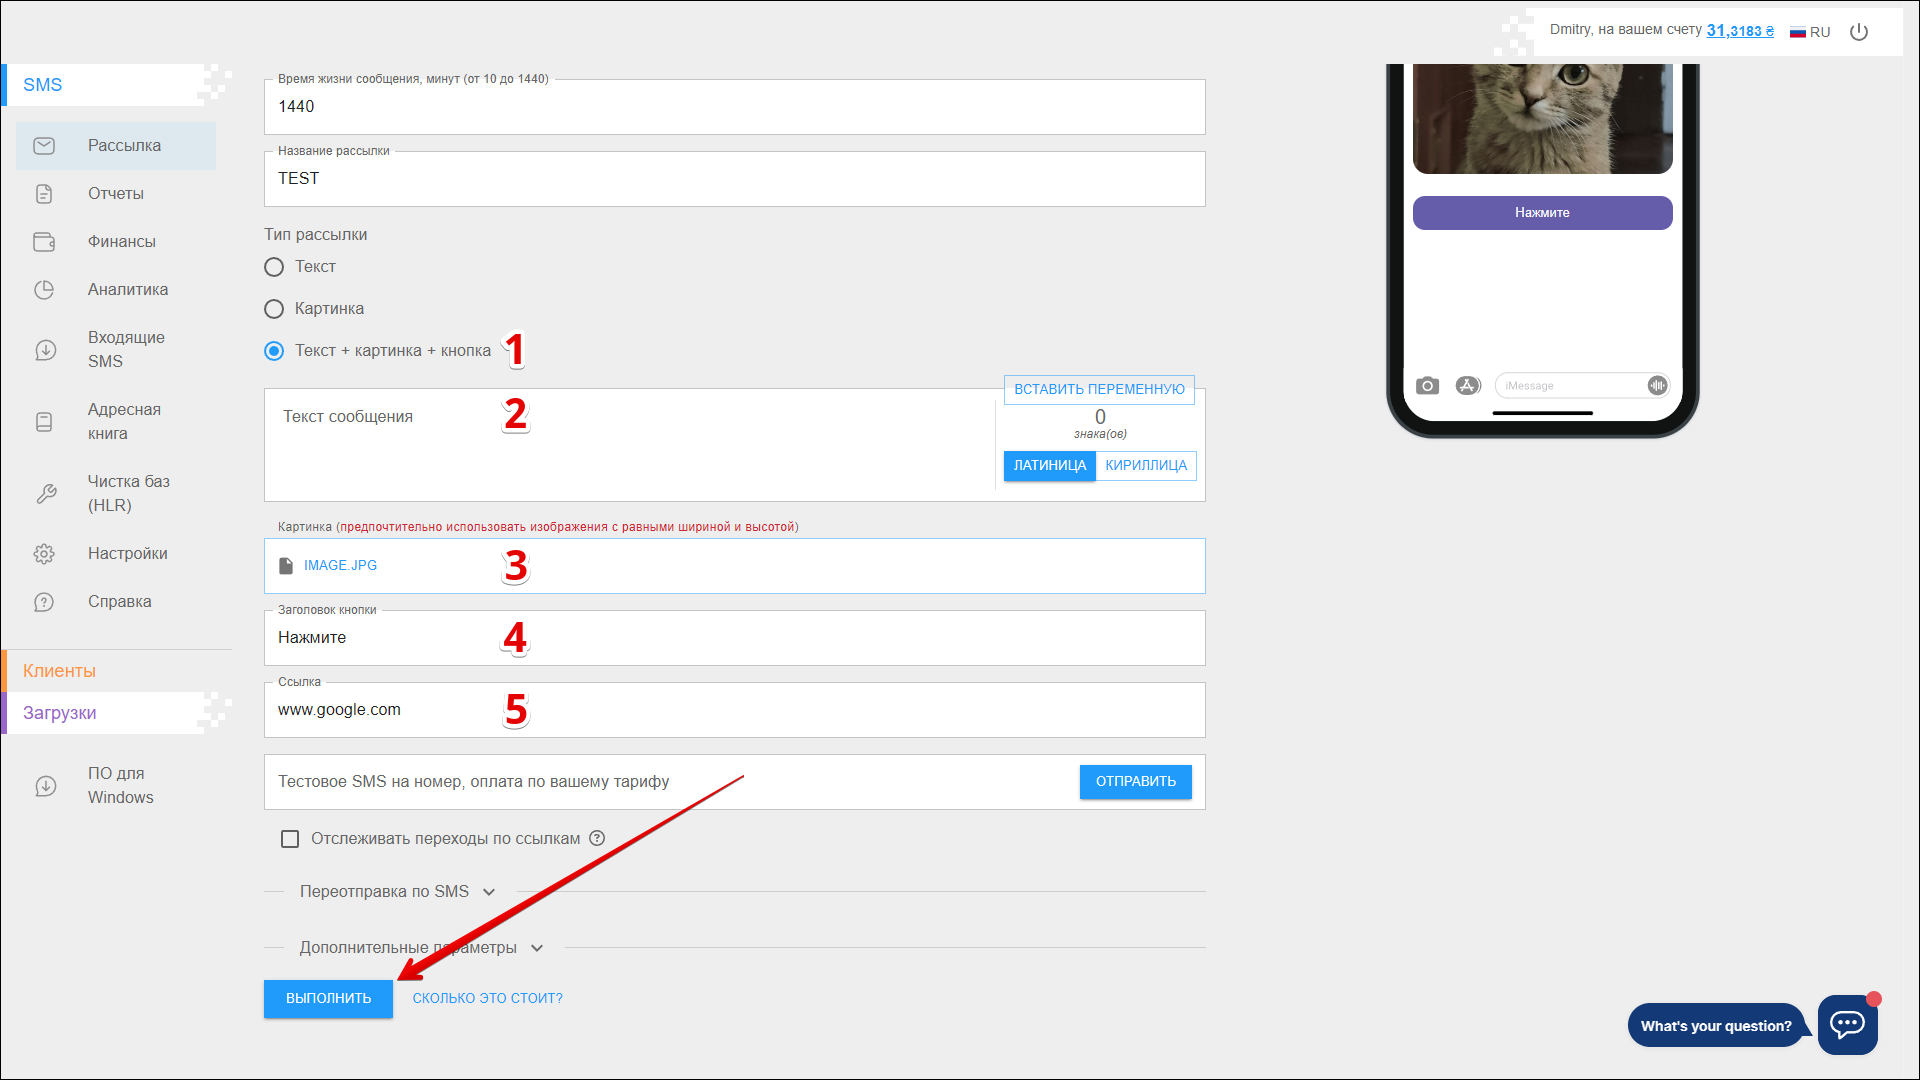 Dmitry, на вашем счету 31,3183 ₴
RU
SMS
Рассылка
Отчеты
Финансы
Аналитика
Входящие
SMS
Адресная
книга
Чистка баз
(HLR)
Настройки
Справка
Клиенты
Загрузки
ПО для
Windows
Время жизни сообщения, минут (от 10 до 1440)
1440
Название рассылки
TEST
Тип рассылки
Текст
Картинка
Текст + картинка + кнопка
1
Текст сообщения
2
ВСТАВИТЬ ПЕРЕМЕННУЮ
0
знака(ов)
ЛАТИНИЦА
КИРИЛЛИЦА
Картинка (предпочтительно использовать изображения с равными шириной и высотой)
IMAGE.JPG
3
Заголовок кнопки
Нажмите
4
Ссылка
www.google.com
5
Тестовое SMS на номер, оплата по вашему тарифу
ОТПРАВИТЬ
Отслеживать переходы по ссылкам ?
Переотправка по SMS
Дополнительные параметры
ВЫПОЛНИТЬ
СКОЛЬКО ЭТО СТОИТ?
Нажмите
iMessage
What's your question?